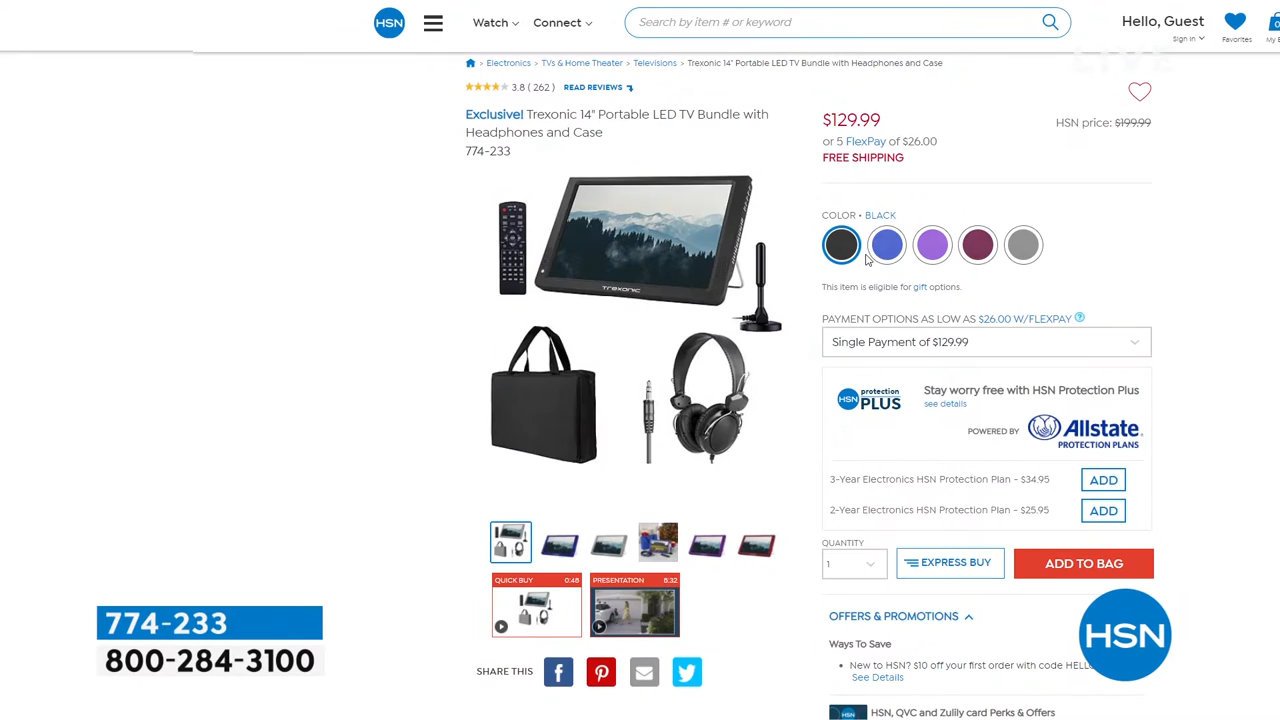 HSN
Watch
Connect
Search by item # or keyword
Hello, Guest
Sign In
Favorites
LIVE
Electronics › TVs & Home Theater › Televisions › Trexonic 14" Portable LED TV Bundle with Headphones and Case
3.8 ( 262 ) READ REVIEWS
Exclusive! Trexonic 14" Portable LED TV Bundle with
Headphones and Case
774-233
$129.99
HSN price: $199.99
or 5 FlexPay of $26.00
FREE SHIPPING
COLOR • BLACK
This item is eligible for gift options.
PAYMENT OPTIONS AS LOW AS $26.00 W/FLEXPAY ?
Single Payment of $129.99
TREXONIC
HSN protection PLUS
Stay worry free with HSN Protection Plus
see details
POWERED BY
Allstate
PROTECTION PLANS
3-Year Electronics HSN Protection Plan - $34.95
ADD
2-Year Electronics HSN Protection Plan - $25.95
ADD
QUANTITY
1
EXPRESS BUY
ADD TO BAG
QUICK BUY 0:48
PRESENTATION 8:32
OFFERS & PROMOTIONS
Ways To Save
New to HSN? $10 off your first order with code
See Details
HSN, QVC and Zulily card Perks & Offers
SHARE THIS
774-233
800-284-3100
HSN